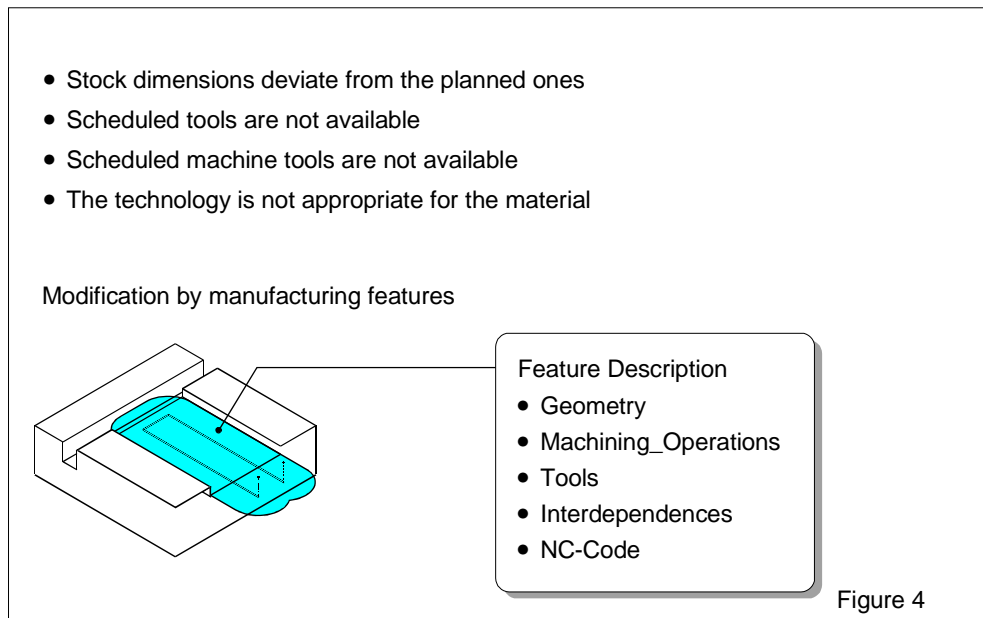 • Stock dimensions deviate from the planned ones
• Scheduled tools are not available
• Scheduled machine tools are not available
• The technology is not appropriate for the material
Modification by manufacturing features
Feature Description
• Geometry
• Machining_Operations
• Tools
• Interdependences
• NC-Code
Figure 4